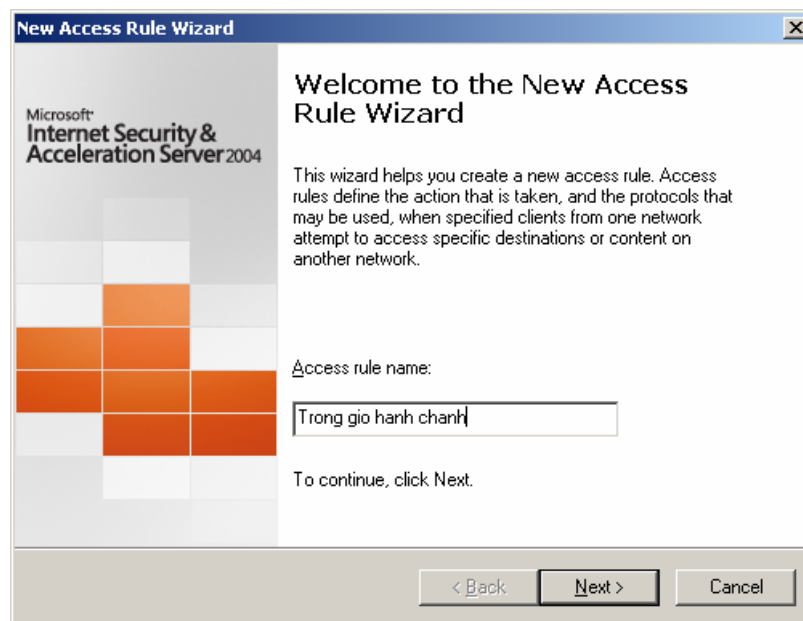 New Access Rule Wizard
Microsoft®
Internet Security &
Acceleration Server 2004
Welcome to the New Access
Rule Wizard
This wizard helps you create a new access rule. Access
rules define the action that is taken, and the protocols that
may be used, when specified clients from one network
attempt to access specific destinations or content on
another network.
Access rule name:
Trong gio hanh chanh
To continue, click Next.
< Back
Next >
Cancel